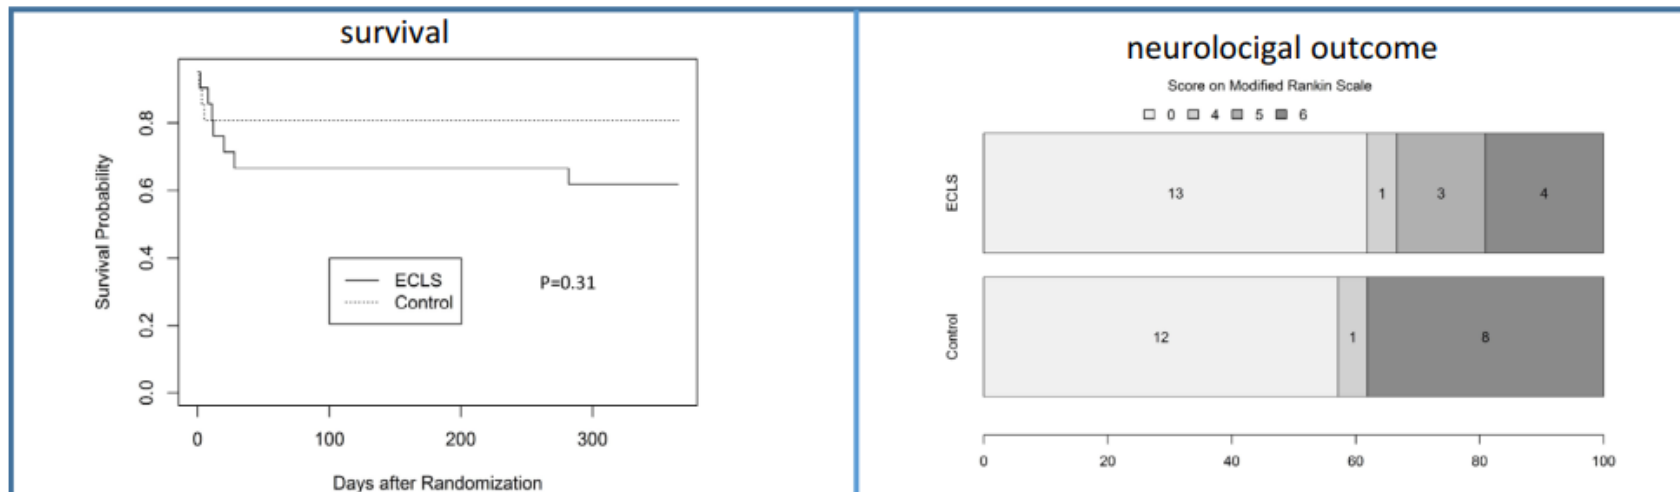 survival
Survival Probability
0.8
0.6
0.4
0.2
0.0
ECLS
Control
P=0.31
0 100 200 300
Days after Randomization
neurolocigal outcome
Score on Modified Rankin Scale
0 4 5 6
ECLS
13 1 3 4
Control
12 1 8
0 20 40 60 80 100